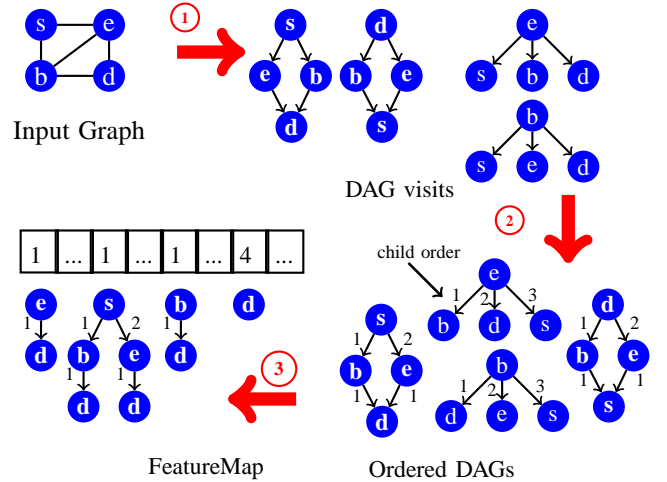 s e 1 s d e
b d e b b e s b d
Input Graph d s b
DAG visits s e d
2
1 ... 1 ... 1 ... 4 ...
child order e
1 2 3
e s b d s b d s d
1 1 2 1 1 2 1 2
d b e d b e b b e
1 1 3 1 1 1 2 3 1 1
d d d d e s s
FeatureMap Ordered DAGs